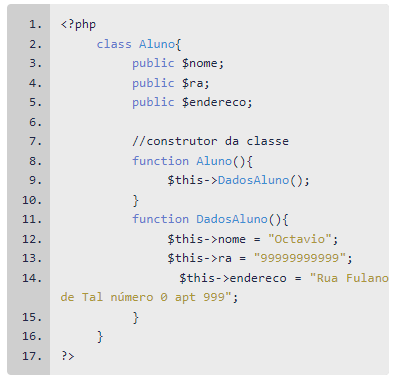 1. <?php
2. class Aluno{
3. public $nome;
4. public $ra;
5. public $endereco;
6.
7. //construtor da classe
8. function Aluno(){
9. $this->DadosAluno();
10. }
11. function DadosAluno(){
12. $this->nome = "Octavio";
13. $this->ra = "99999999999";
14. $this->endereco = "Rua Fulano
de Tal número 0 apt 999";
15. }
16. }
17. ?>